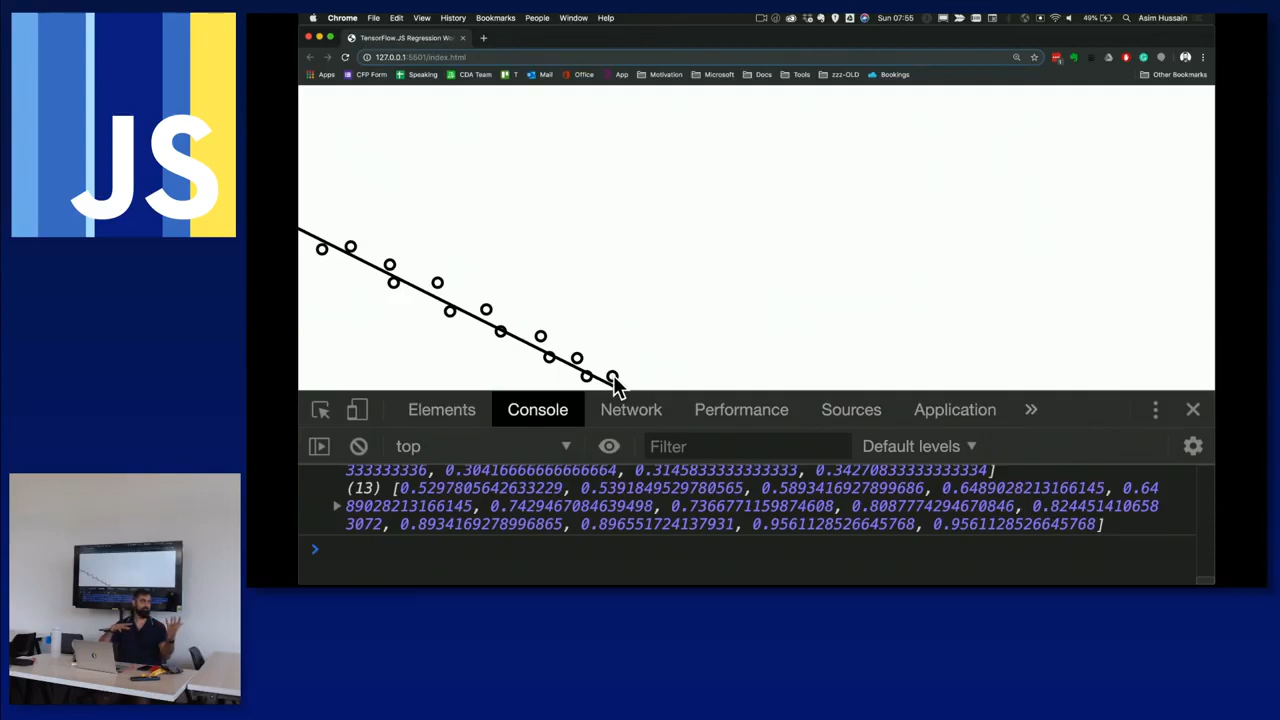 Chrome File Edit View History Bookmarks People Window Help
Sun 07:55
49%
Asim Hussain
TensorFlow.JS Regression Wo
127.0.0.1:5501/index.html
Apps CFP Form Speaking CDA Team T Mail Office App Motivation Microsoft Docs Tools zzz-OLD Bookings Other Bookmarks
JS
Elements Console Network Performance Sources Application »
top Filter Default levels
333333336, 0.30416666666666664, 0.3145833333333333, 0.34270833333333334]
(13) [0.5297805642633229, 0.5391849529780565, 0.5893416927899686, 0.6489028213166145, 0.64
89028213166145, 0.7429467084639498, 0.7366771159874608, 0.8087774294670846, 0.824451410658
3072, 0.8934169278996865, 0.896551724137931, 0.9561128526645768, 0.9561128526645768]
>